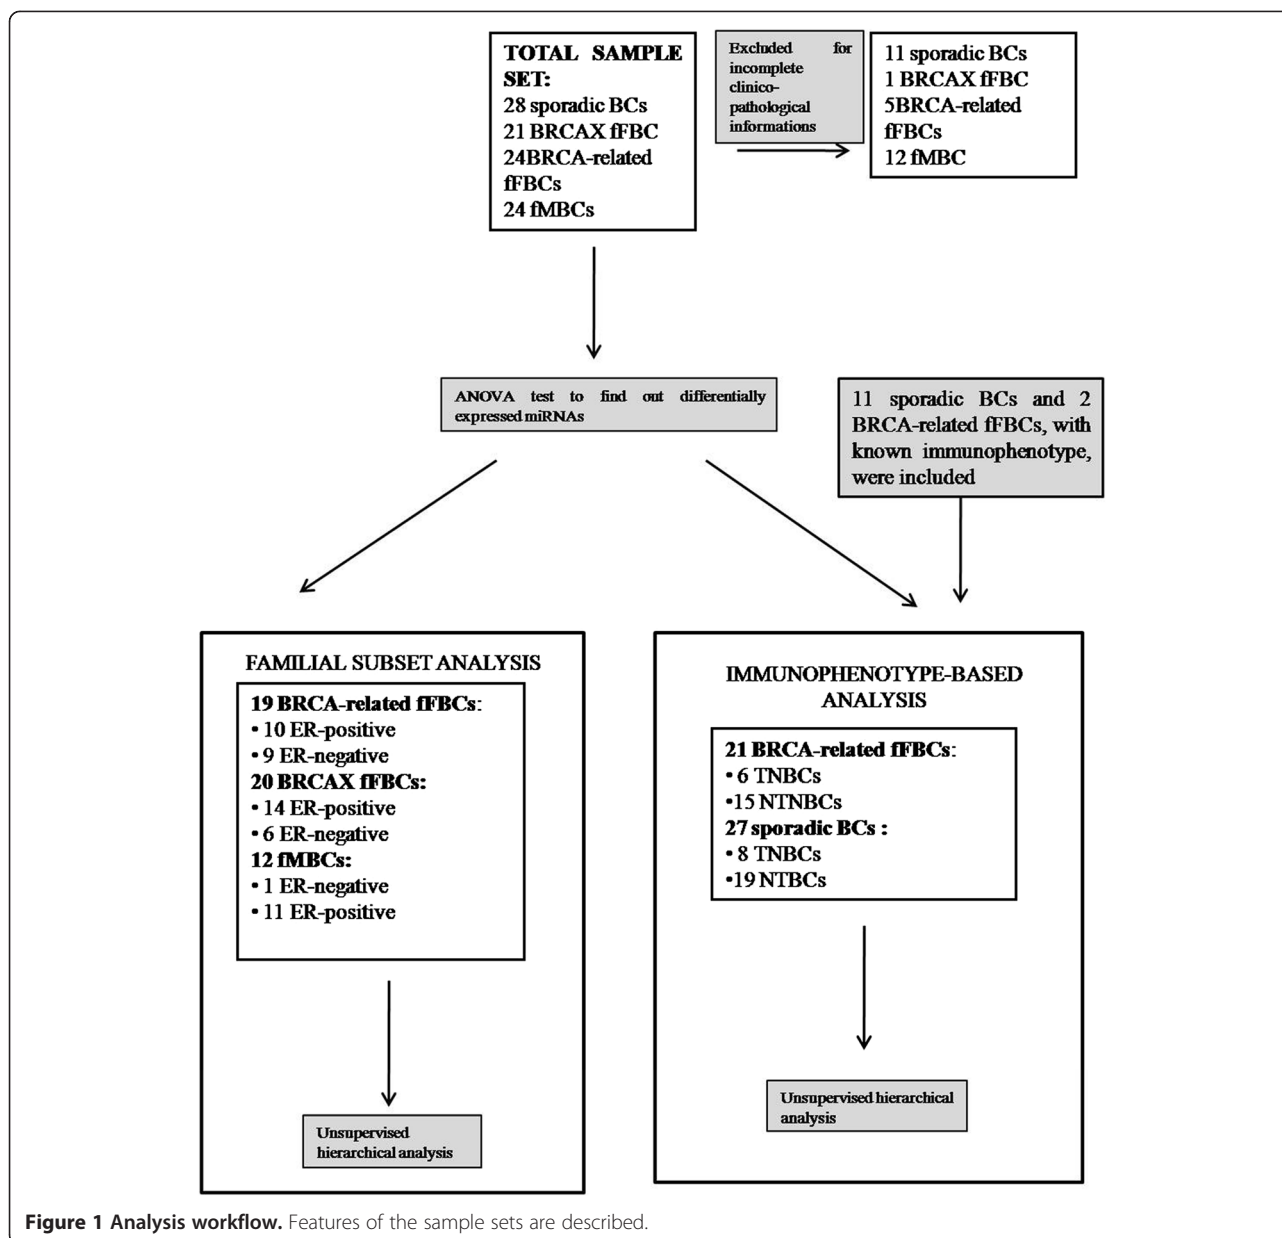 TOTAL SAMPLE
SET:
28 sporadic BCs
21 BRCAX fFBC
24BRCA-related
fFBCs
24 fMBCs
Excluded for
incomplete
clinico-
pathological
informations
11 sporadic BCs
1 BRCAX fFBC
5BRCA-related
fFBCs
12 fMBC
ANOVA test to find out differentially
expressed miRNAs
11 sporadic BCs and 2
BRCA-related fFBCs, with
known immunophenotype,
were included
FAMILIAL SUBSET ANALYSIS
19 BRCA-related fFBCs:
• 10 ER-positive
• 9 ER-negative
20 BRCAX fFBCs:
• 14 ER-positive
• 6 ER-negative
12 fMBCs:
• 1 ER-negative
• 11 ER-positive
Unsupervised
hierarchical analysis
IMMUNOPHENOTYPE-BASED
ANALYSIS
21 BRCA-related fFBCs:
• 6 TNBCs
•15 NTNBCs
27 sporadic BCs :
• 8 TNBCs
•19 NTBCs
Unsupervised hierarchical
analysis
Figure 1 Analysis workflow. Features of the sample sets are described.